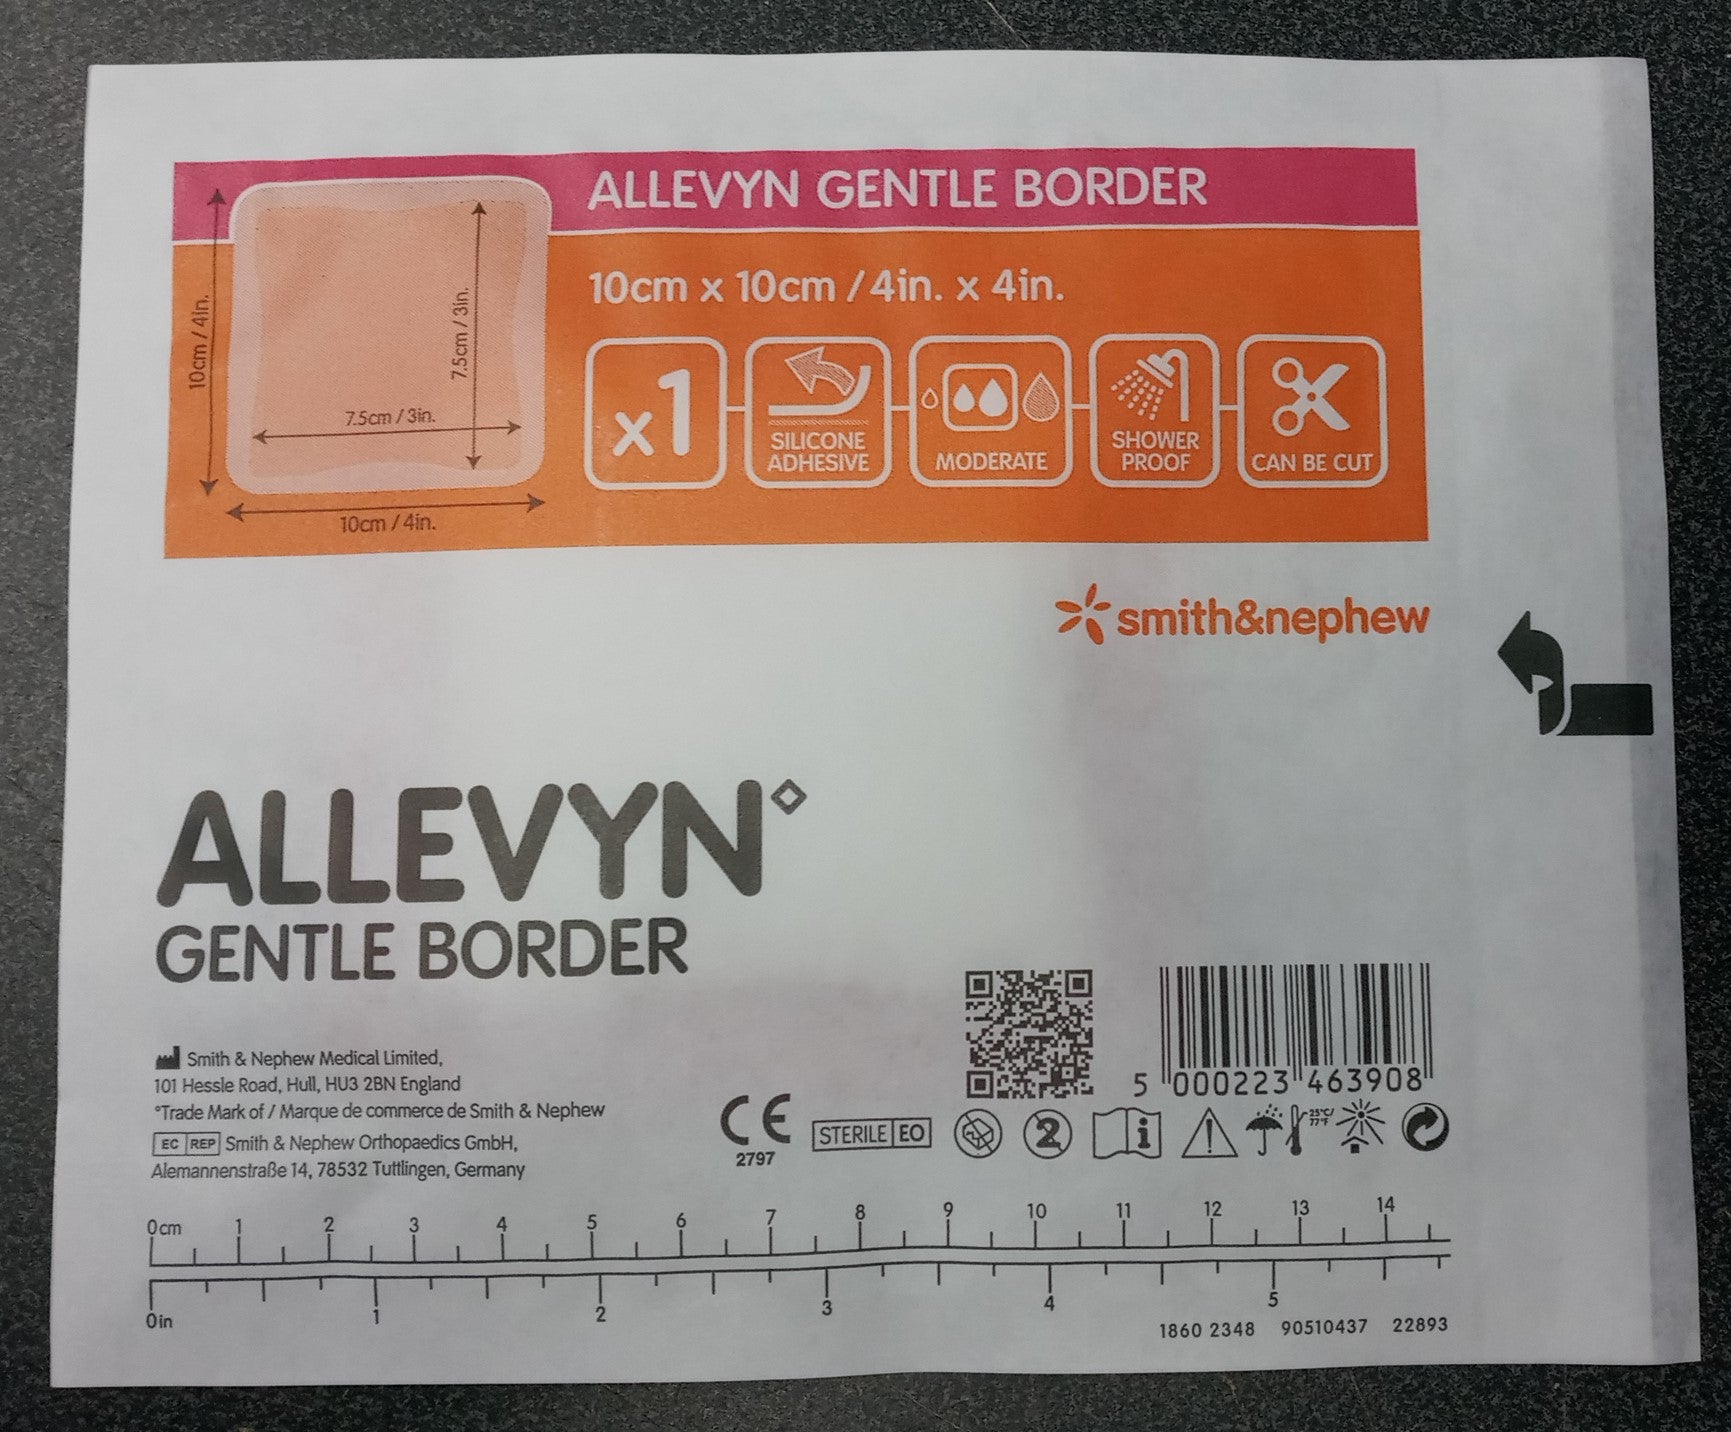 ALLEVYN GENTLE BORDER
10cm x 10cm / 4in. x 4in.
10cm / 4in.
7.5cm / 3in.
7.5cm / 3in.
10cm / 4in.
x1
SILICONE
ADHESIVE
MODERATE
SHOWER
PROOF
CAN BE CUT
smith&nephew
ALLEVYN◇
GENTLE BORDER
Smith & Nephew Medical Limited,
101 Hessle Road, Hull, HU3 2BN England
◇Trade Mark of / Marque de commerce de Smith & Nephew
EC REP Smith & Nephew Orthopaedics GmbH,
Alemannenstraße 14, 78532 Tuttlingen, Germany
5 000223 463908
CE
2797
STERILE EO
2
i
!
25°C/
77°F
0cm 1 2 3 4 5 6 7 8 9 10 11 12 13 14
0in 1 2 3 4 5
1860 2348 90510437 22893